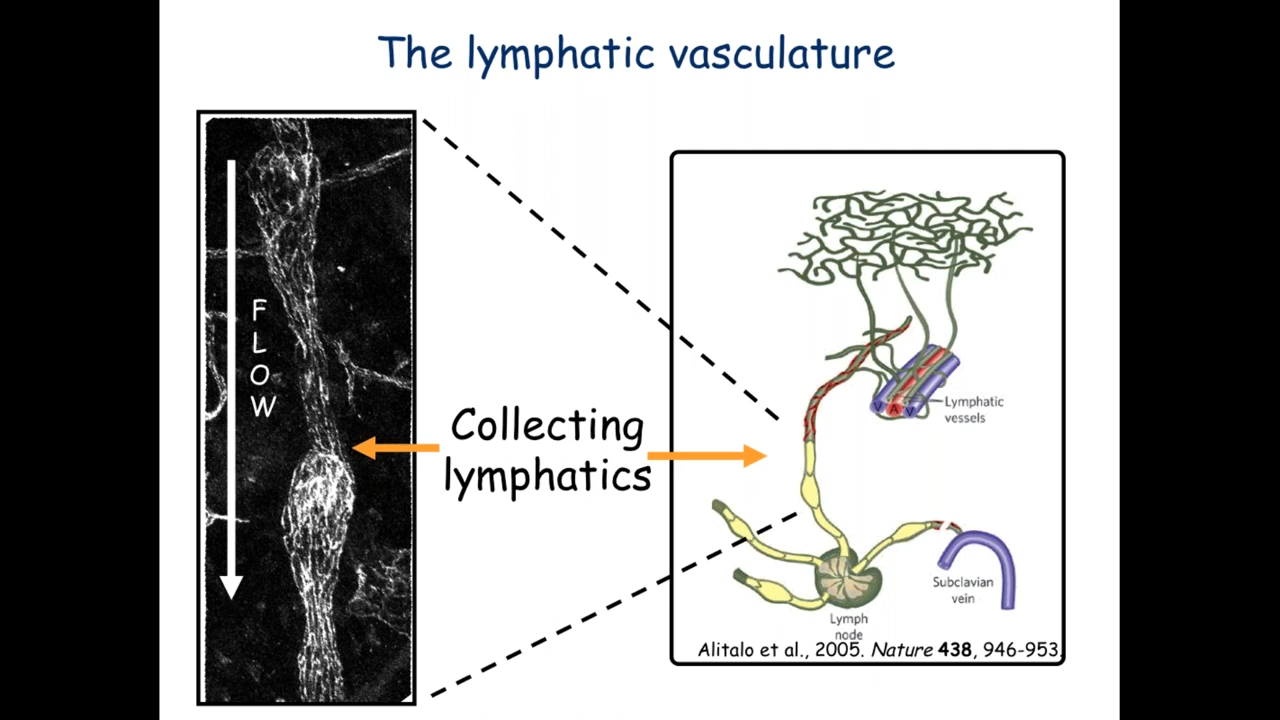 The lymphatic vasculature
F
L
O
W
Collecting
lymphatics
Lymphatic
vessels
V A V
Subclavian
vein
Lymph
node
Alitalo et al., 2005. Nature 438, 946-953.